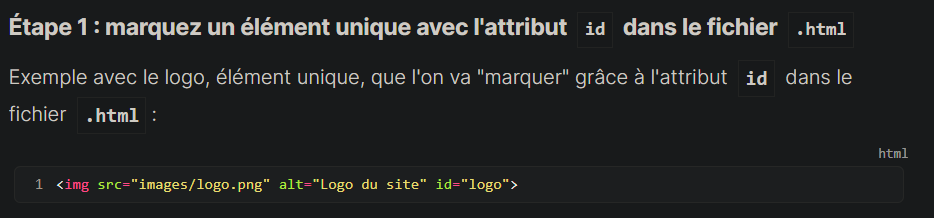 Étape 1 : marquez un élément unique avec l'attribut id dans le fichier .html
Exemple avec le logo, élément unique, que l'on va "marquer" grâce à l'attribut id dans le
fichier .html :
html
1 <img src="images/logo.png" alt="Logo du site" id="logo">